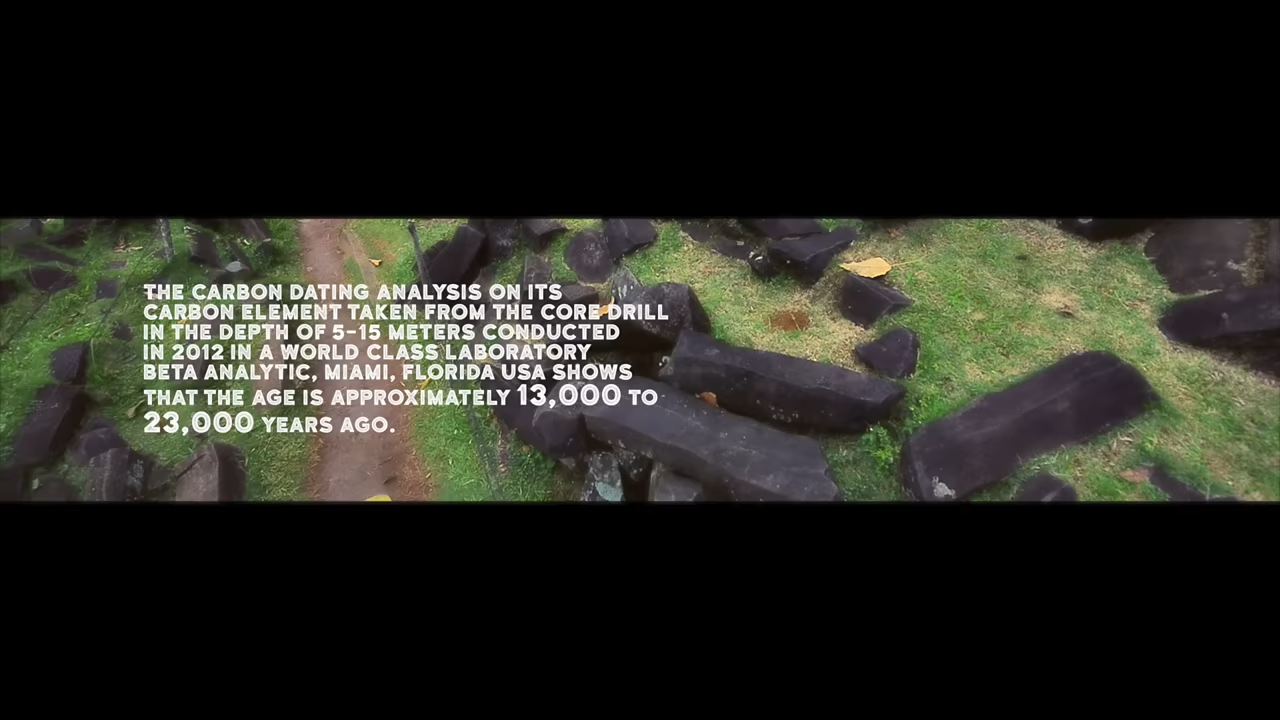 THE CARBON DATING ANALYSIS ON ITS
CARBON ELEMENT TAKEN FROM THE CORE DRILL
IN THE DEPTH OF 5-15 METERS CONDUCTED
IN 2012 IN A WORLD CLASS LABORATORY
BETA ANALYTIC, MIAMI, FLORIDA USA SHOWS
THAT THE AGE IS APPROXIMATELY 13,000 TO
23,000 YEARS AGO.